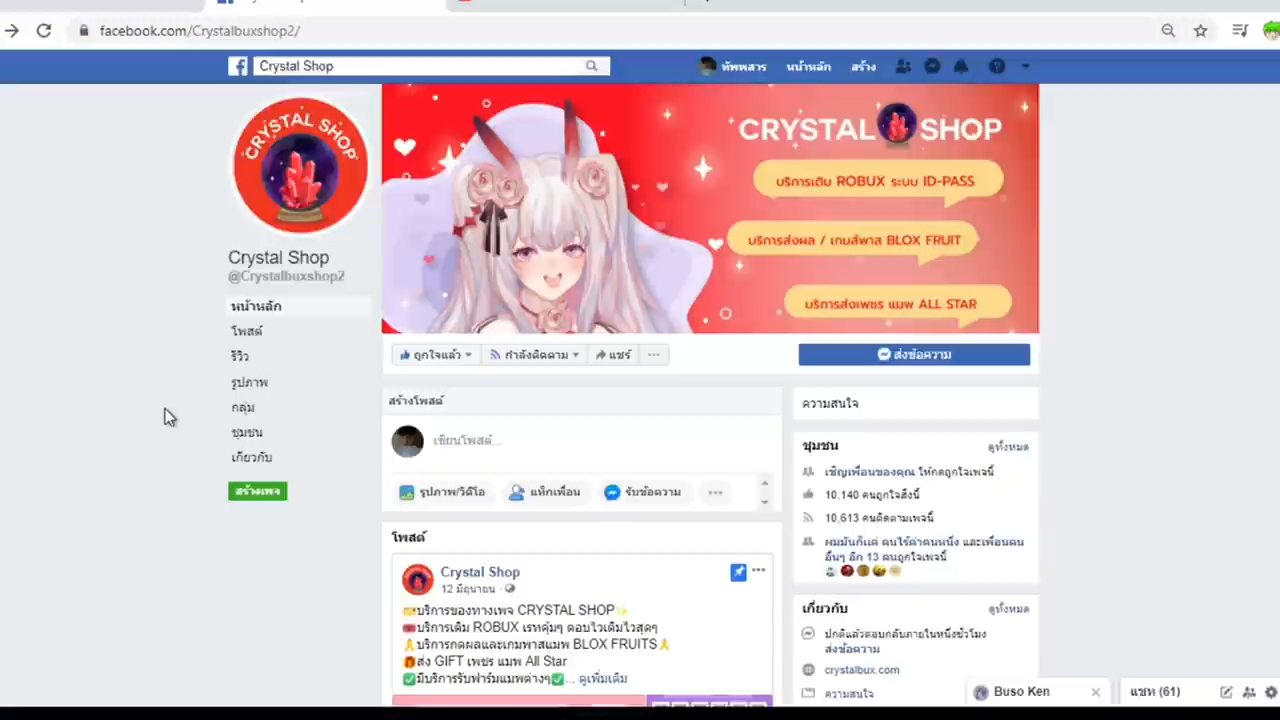 facebook.com/Crystalbuxshop2/
Crystal Shop
ทัพพสาร
หน้าหลัก
สร้าง
CRYSTAL SHOP
CRYSTAL SHOP
บริการเติม ROBUX ระบบ ID-PASS
บริการส่งผล / เกมส์พาส BLOX FRUIT
บริการส่งเพชร แมพ ALL STAR
Crystal Shop
@Crystalbuxshop2
หน้าหลัก
โพสต์
รีวิว
รูปภาพ
กลุ่ม
ชุมชน
เกี่ยวกับ
สร้างเพจ
ถูกใจแล้ว
กำลังติดตาม
แชร์
ส่งข้อความ
สร้างโพสต์
เขียนโพสต์...
รูปภาพ/วิดีโอ
แท็กเพื่อน
รับข้อความ
โพสต์
Crystal Shop
12 มิถุนายน
บริการของทางเพจ CRYSTAL SHOP✨
🎟️บริการเติม ROBUX เรทคุ้มๆ ตอบไวเติมไวสุดๆ
🙏บริการกดผลและเกมพาสแมพ BLOX FRUITS🙏
🎁ส่ง GIFT เพชร แมพ All Star
✅มีบริการรับฟาร์มแมพต่างๆ✅... ดูเพิ่มเติม
ความสนใจ
ชุมชน
ดูทั้งหมด
เชิญเพื่อนของคุณ ให้กดถูกใจเพจนี้
10,140 คนถูกใจสิ่งนี้
10,613 คนติดตามเพจนี้
ผมมันก็แค่ คนไร้ค่าคนหนึ่ง และเพื่อนคน
อื่นๆ อีก 13 คนถูกใจเพจนี้
เกี่ยวกับ
ดูทั้งหมด
ปกติแล้วตอบกลับภายในหนึ่งชั่วโมง
ส่งข้อความ
crystalbux.com
ความสนใจ
Buso Ken
แชท (61)